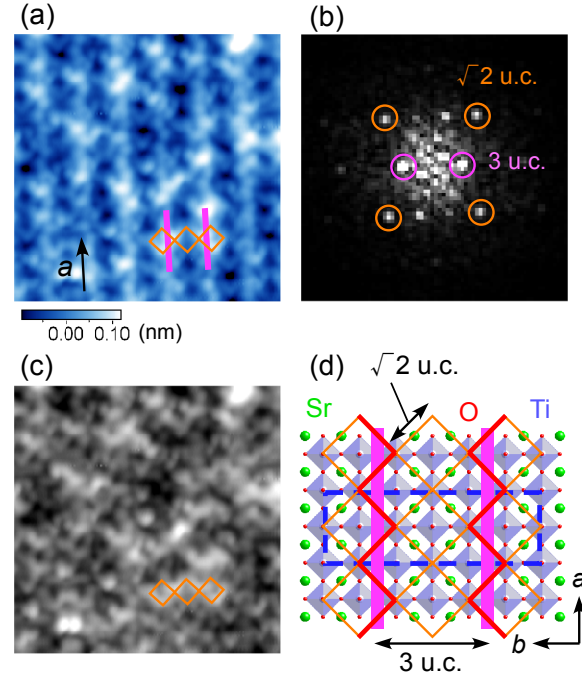 (a)
(b)
√2 u.c.
3 u.c.
a
0.00 0.10 (nm)
(c)
(d)
√2 u.c.
Sr O Ti
a
b
3 u.c.